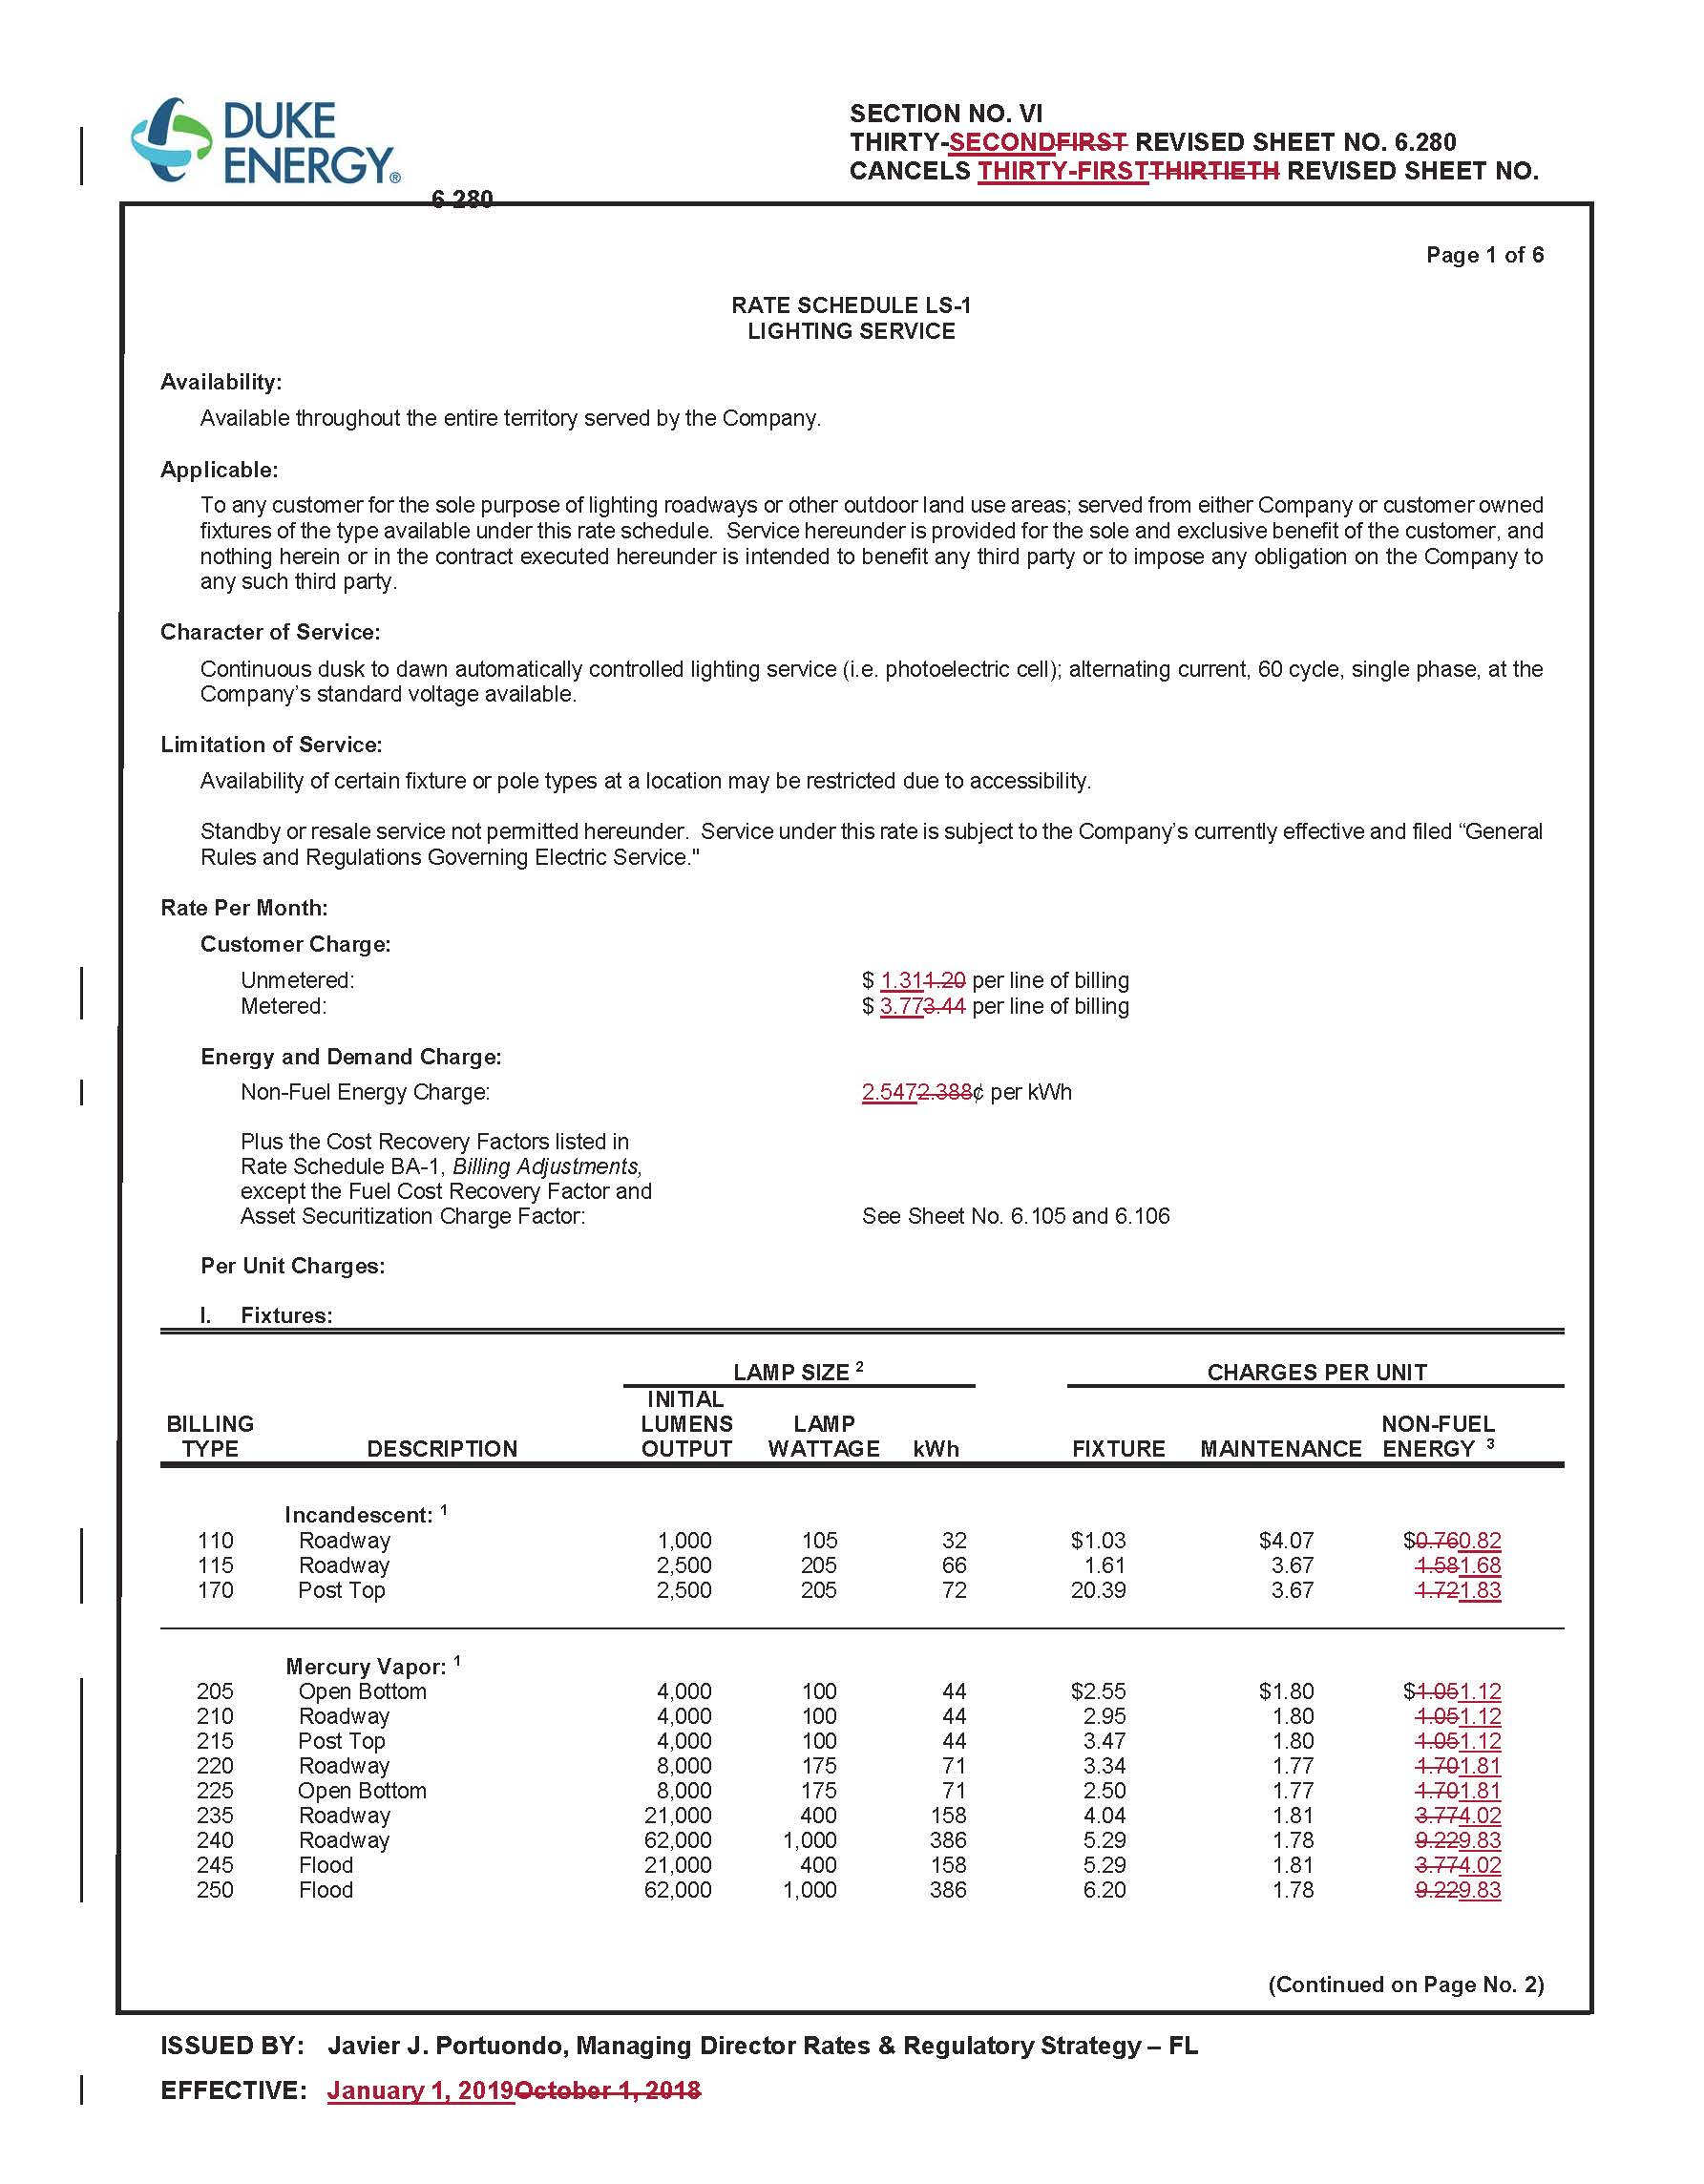 DUKE
ENERGY®
SECTION NO. VI
THIRTY-SECONDFIRST REVISED SHEET NO. 6.280
CANCELS THIRTY-FIRSTTHIRTIETH REVISED SHEET NO.
6.280
Page 1 of 6
RATE SCHEDULE LS-1
LIGHTING SERVICE
Availability:
Available throughout the entire territory served by the Company.
Applicable:
To any customer for the sole purpose of lighting roadways or other outdoor land use areas; served from either Company or customer owned
fixtures of the type available under this rate schedule. Service hereunder is provided for the sole and exclusive benefit of the customer, and
nothing herein or in the contract executed hereunder is intended to benefit any third party or to impose any obligation on the Company to
any such third party.
Character of Service:
Continuous dusk to dawn automatically controlled lighting service (i.e. photoelectric cell); alternating current, 60 cycle, single phase, at the
Company's standard voltage available.
Limitation of Service:
Availability of certain fixture or pole types at a location may be restricted due to accessibility.
Standby or resale service not permitted hereunder. Service under this rate is subject to the Company's currently effective and filed “General
Rules and Regulations Governing Electric Service."
Rate Per Month:
Customer Charge:
Unmetered: $ 1.311.20 per line of billing
Metered: $ 3.773.44 per line of billing
Energy and Demand Charge:
Non-Fuel Energy Charge: 2.5472.388¢ per kWh
Plus the Cost Recovery Factors listed in
Rate Schedule BA-1, Billing Adjustments,
except the Fuel Cost Recovery Factor and
Asset Securitization Charge Factor: See Sheet No. 6.105 and 6.106
Per Unit Charges:
I. Fixtures:
LAMP SIZE 2 CHARGES PER UNIT
INITIAL
BILLING LUMENS LAMP NON-FUEL
TYPE DESCRIPTION OUTPUT WATTAGE kWh FIXTURE MAINTENANCE ENERGY 3
Incandescent: 1
110 Roadway 1,000 105 32 $1.03 $4.07 $0.760.82
115 Roadway 2,500 205 66 1.61 3.67 1.581.68
170 Post Top 2,500 205 72 20.39 3.67 1.721.83
Mercury Vapor: 1
205 Open Bottom 4,000 100 44 $2.55 $1.80 $1.051.12
210 Roadway 4,000 100 44 2.95 1.80 1.051.12
215 Post Top 4,000 100 44 3.47 1.80 1.051.12
220 Roadway 8,000 175 71 3.34 1.77 1.701.81
225 Open Bottom 8,000 175 71 2.50 1.77 1.701.81
235 Roadway 21,000 400 158 4.04 1.81 3.774.02
240 Roadway 62,000 1,000 386 5.29 1.78 9.229.83
245 Flood 21,000 400 158 5.29 1.81 3.774.02
250 Flood 62,000 1,000 386 6.20 1.78 9.229.83
(Continued on Page No. 2)
ISSUED BY: Javier J. Portuondo, Managing Director Rates & Regulatory Strategy – FL
EFFECTIVE: January 1, 2019October 1, 2018